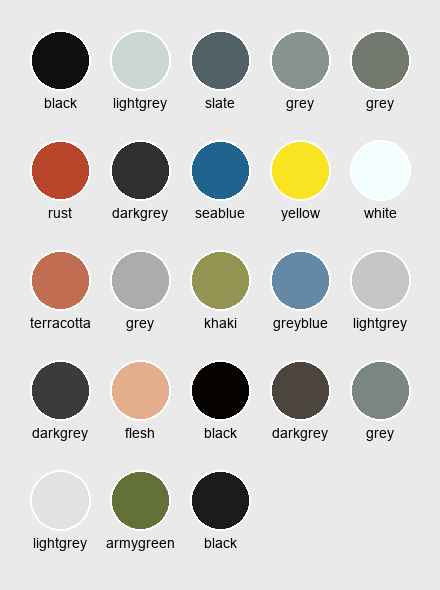 black lightgrey slate grey grey
rust darkgrey seablue yellow white
terracotta grey khaki greyblue lightgrey
darkgrey flesh black darkgrey grey
lightgrey armygreen black